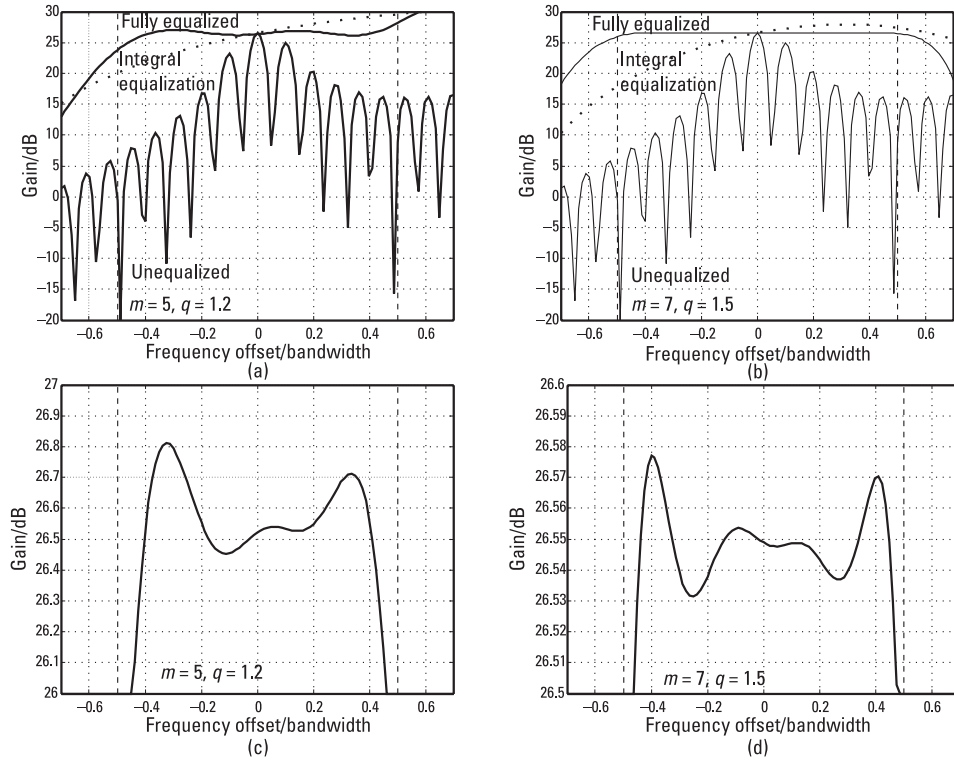 30
25
20
15
10
5
0
−5
−10
−15
−20
Gain/dB
Fully equalized
Integral
equalization
Unequalized
m = 5, q = 1.2
−0.6 −0.4 −0.2 0 0.2 0.4 0.6
Frequency offset/bandwidth
(a)
30
25
20
15
10
5
0
−5
−10
−15
−20
Gain/dB
Fully equalized
Integral
equalization
Unequalized
m = 7, q = 1.5
−0.6 −0.4 −0.2 0 0.2 0.4 0.6
Frequency offset/bandwidth
(b)
27
26.9
26.8
26.7
26.6
26.5
26.4
26.3
26.2
26.1
26
Gain/dB
m = 5, q = 1.2
−0.6 −0.4 −0.2 0 0.2 0.4 0.6
Frequency offset/bandwidth
(c)
26.6
26.59
26.58
26.57
26.56
26.55
26.54
26.53
26.52
26.51
26.5
Gain/dB
m = 7, q = 1.5
−0.6 −0.4 −0.2 0 0.2 0.4 0.6
Frequency offset/bandwidth
(d)